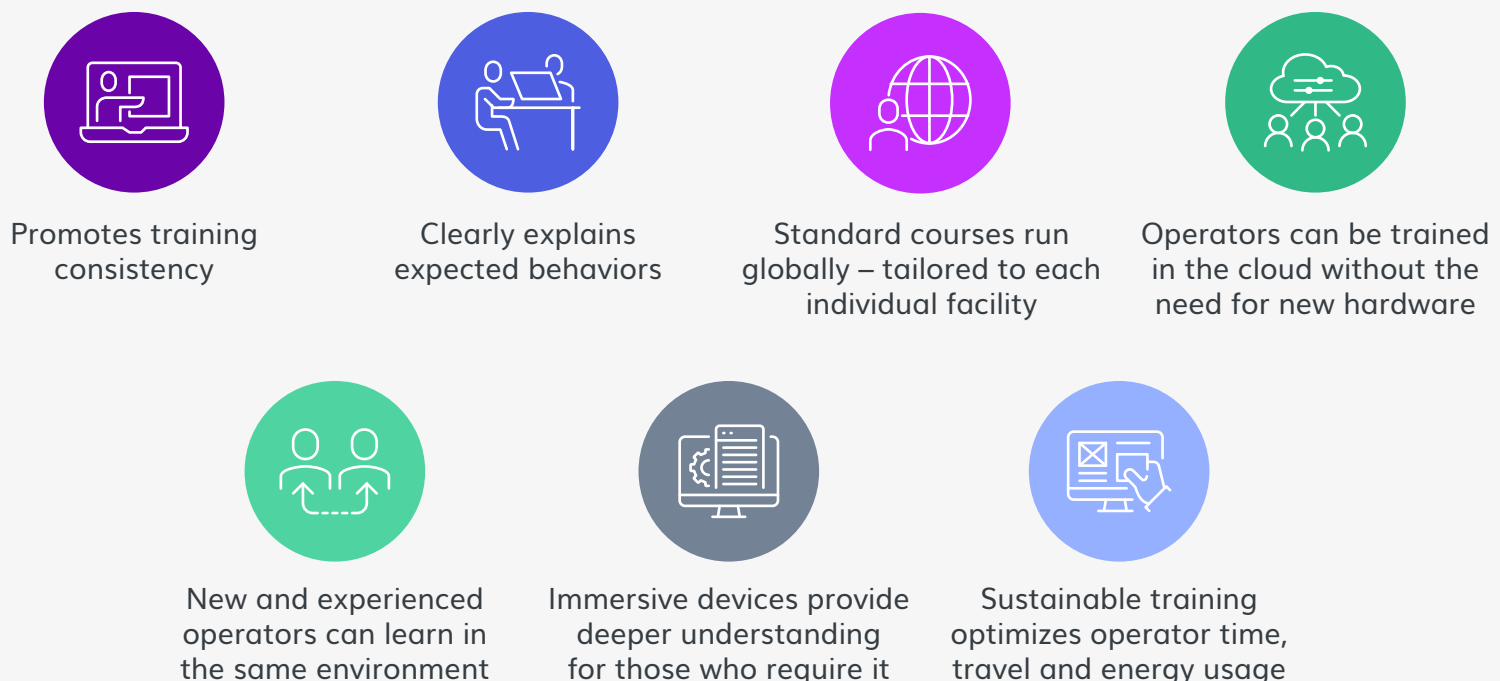 Promotes training
consistency
Clearly explains
expected behaviors
Standard courses run
globally – tailored to each
individual facility
Operators can be trained
in the cloud without the
need for new hardware
New and experienced
operators can learn in
the same environment
Immersive devices provide
deeper understanding
for those who require it
Sustainable training
optimizes operator time,
travel and energy usage